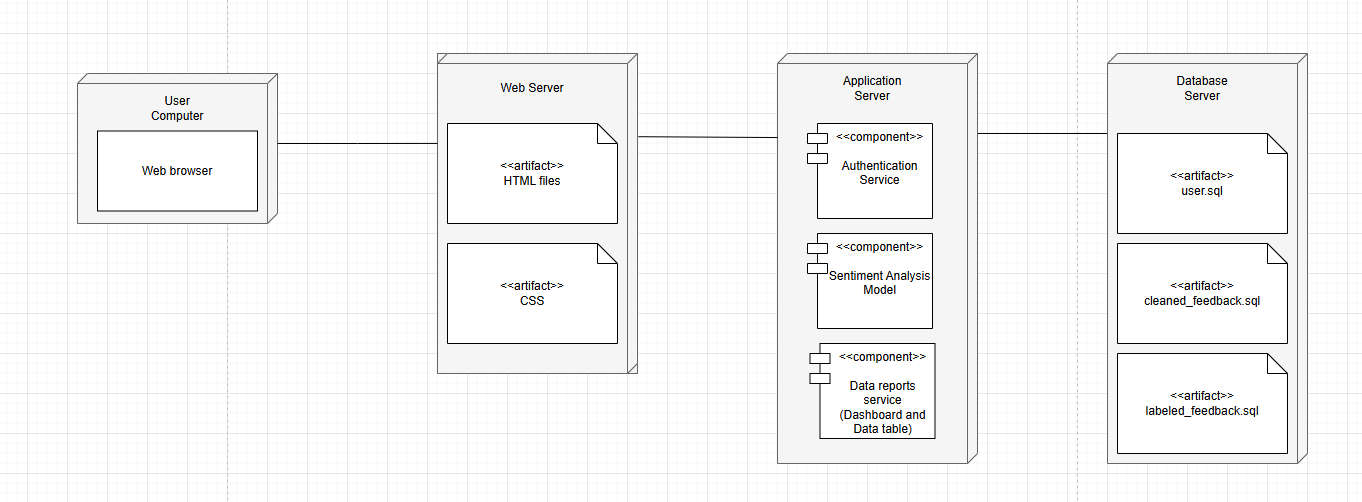 User
Computer
Web browser
Web Server
<<artifact>>
HTML files
<<artifact>>
CSS
Application
Server
<<component>>
Authentication
Service
<<component>>
Sentiment Analysis
Model
<<component>>
Data reports
service
(Dashboard and
Data table)
Database
Server
<<artifact>>
user.sql
<<artifact>>
cleaned_feedback.sql
<<artifact>>
labeled_feedback.sql